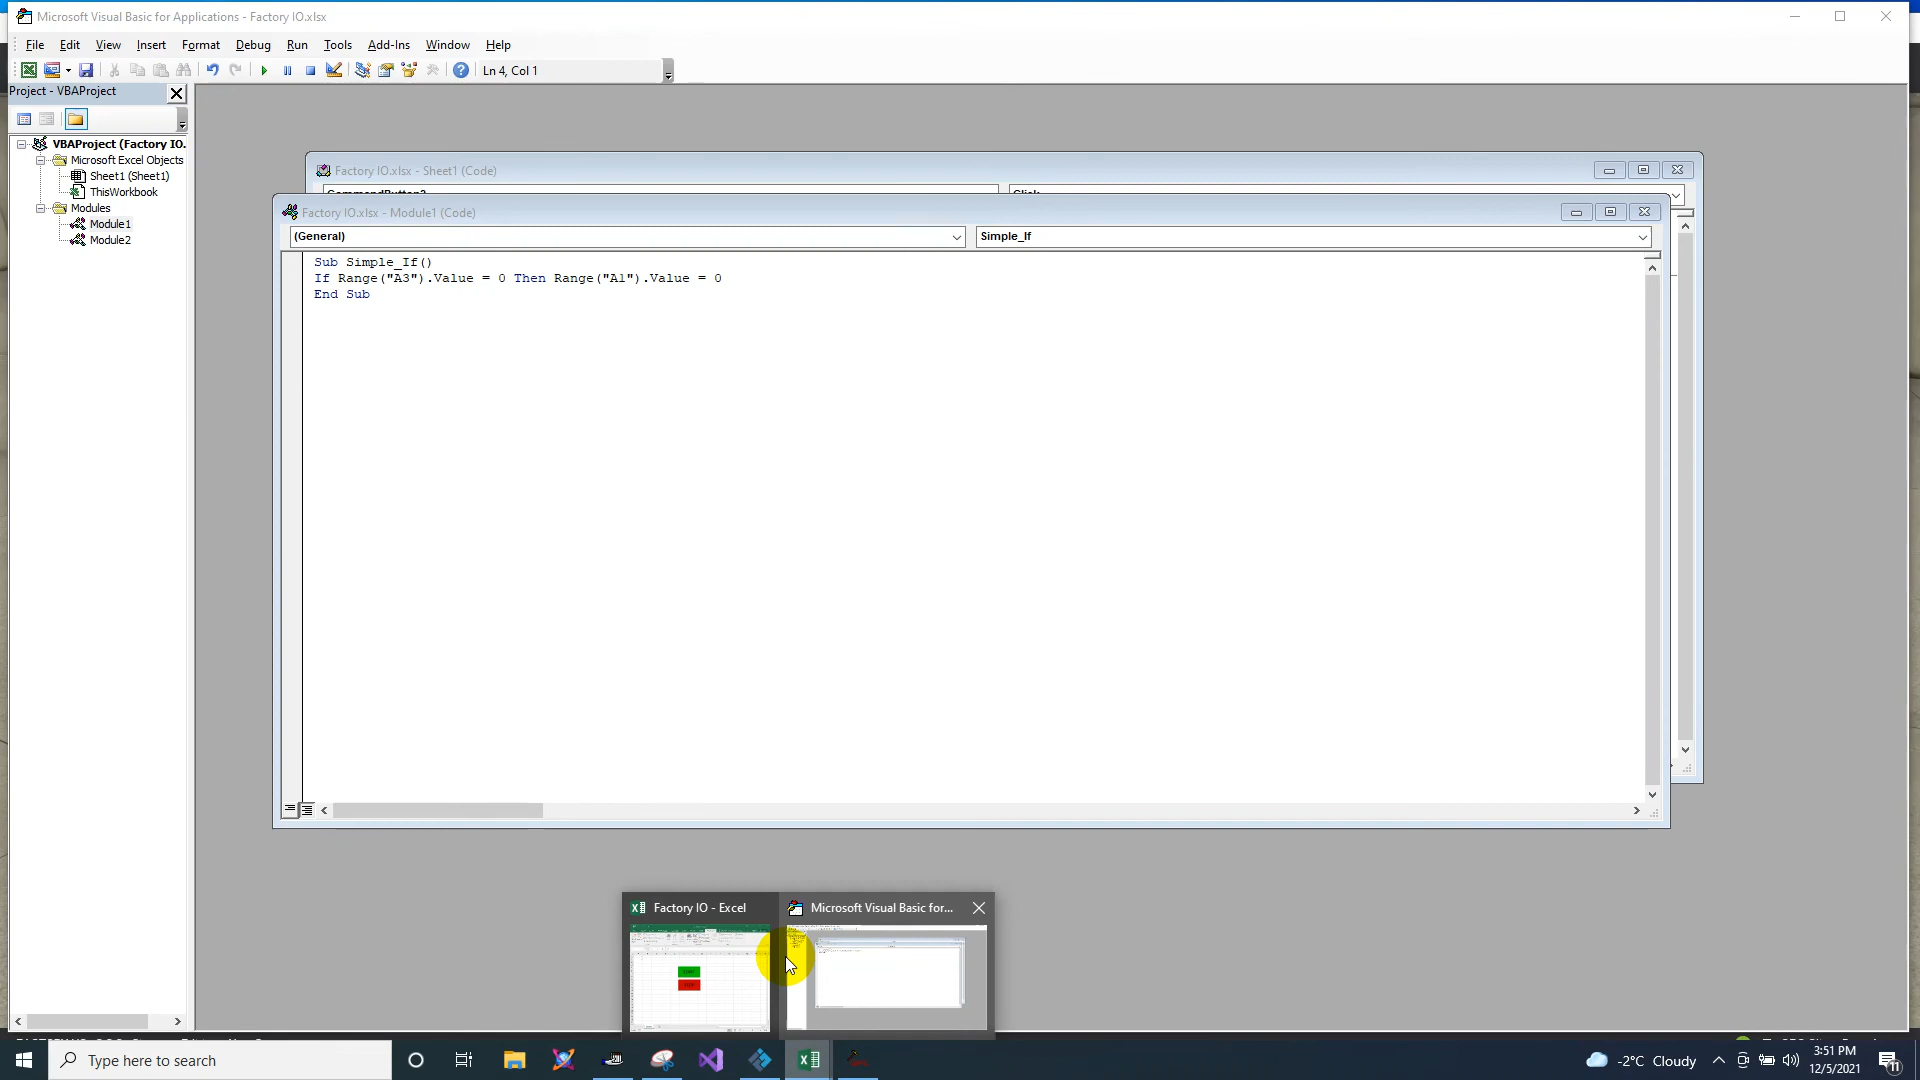 Microsoft Visual Basic for Applications - Factory IO.xlsx
File Edit View Insert Format Debug Run Tools Add-Ins Window Help
Ln 4, Col 1
Project - VBAProject
VBAProject (Factory IO.
Microsoft Excel Objects
Sheet1 (Sheet1)
ThisWorkbook
Modules
Module1
Module2
Factory IO.xlsx - Sheet1 (Code)
Factory IO.xlsx - Module1 (Code)
(General) Simple_If
Sub Simple_If()
If Range("A3").Value = 0 Then Range("A1").Value = 0
End Sub
Factory IO - Excel
Microsoft Visual Basic for...
Type here to search
-2°C Cloudy
3:51 PM
12/5/2021
11